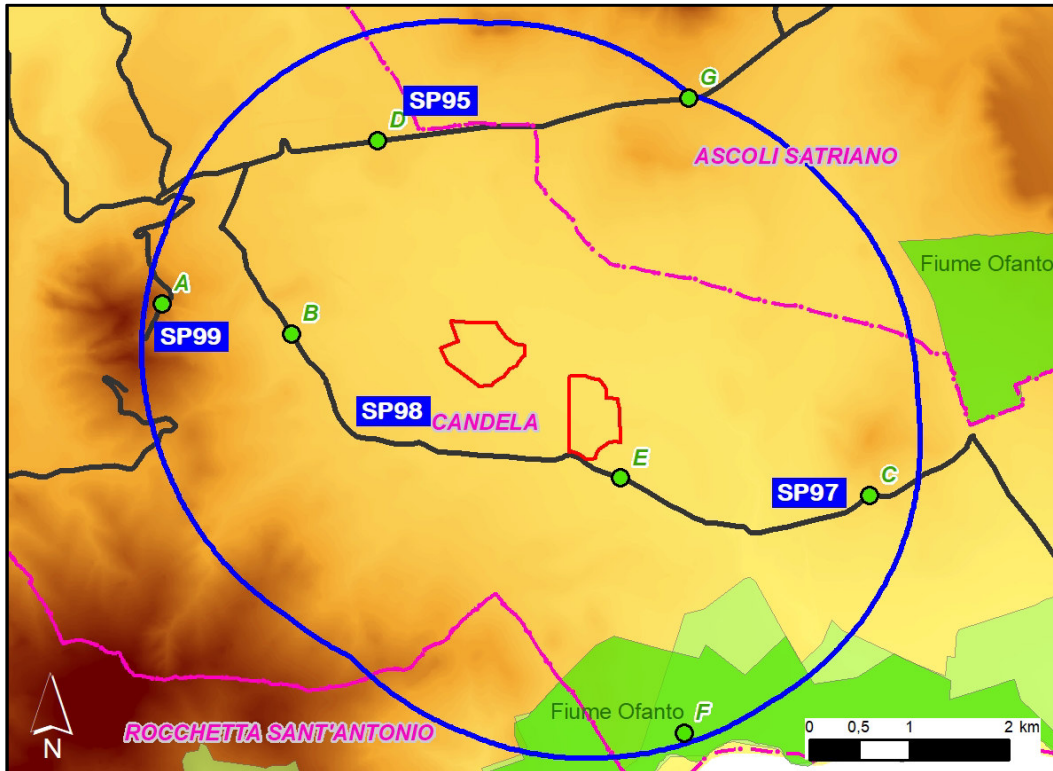 G
SP95
D
ASCOLI SATRIANO
Fiume Ofanto
A
SP99
B
SP98
CANDELA
E
C
SP97
Fiume Ofanto
F
ROCCHETTA SANT'ANTONIO
N
0 0,5 1 2 km